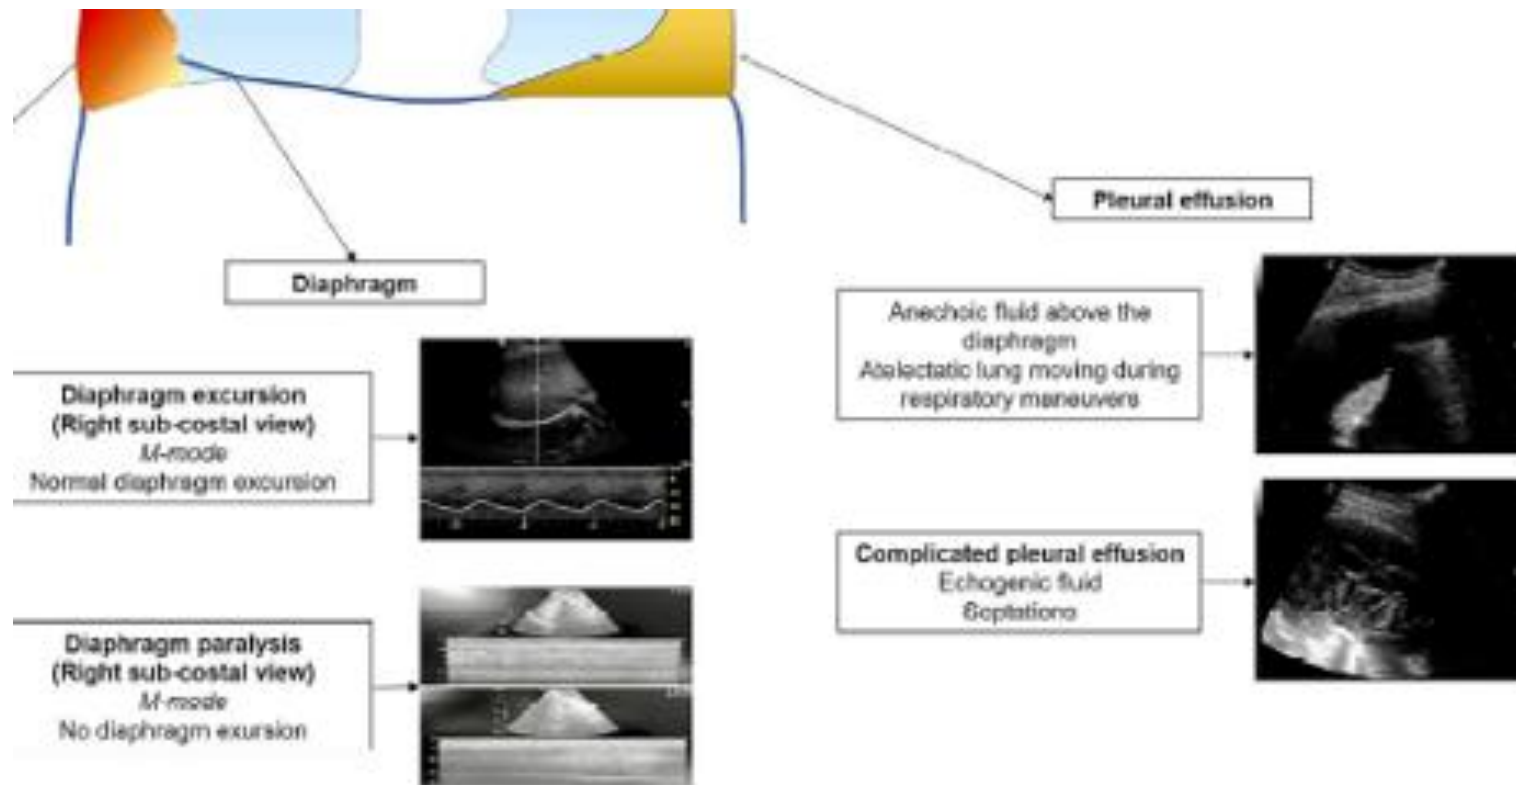 Pleural effusion
Diaphragm
Anechoic fluid above the
diaphragm
Atelectatic lung moving during
respiratory maneuvers
Diaphragm excursion
(Right sub-costal view)
M-mode
Normal diaphragm excursion
Complicated pleural effusion
Echogenic fluid
Septations
Diaphragm paralysis
(Right sub-costal view)
M-mode
No diaphragm exursion